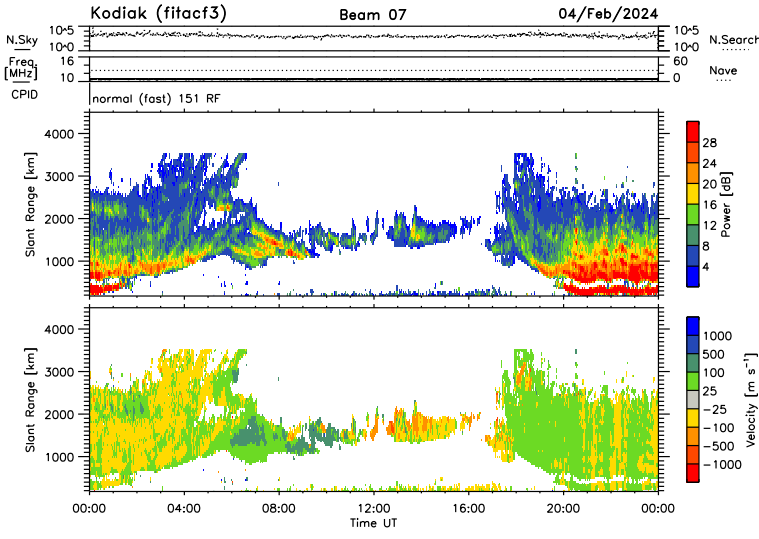 Kodiak (fitacf3) Beam 07 04/Feb/2024
N.Sky 10^5 10^0 10^5 10^0 N.Search
Freq. [MHz] 16 10 60 0 Nave
CPID normal (fast) 151 RF
Slant Range [km] 4000 3000 2000 1000
28 24 20 16 12 8 4 Power [dB]
Slant Range [km] 4000 3000 2000 1000
1000 500 100 25 -25 -100 -500 -1000 Velocity [m s^-1]
00:00 04:00 08:00 12:00 16:00 20:00 00:00
Time UT